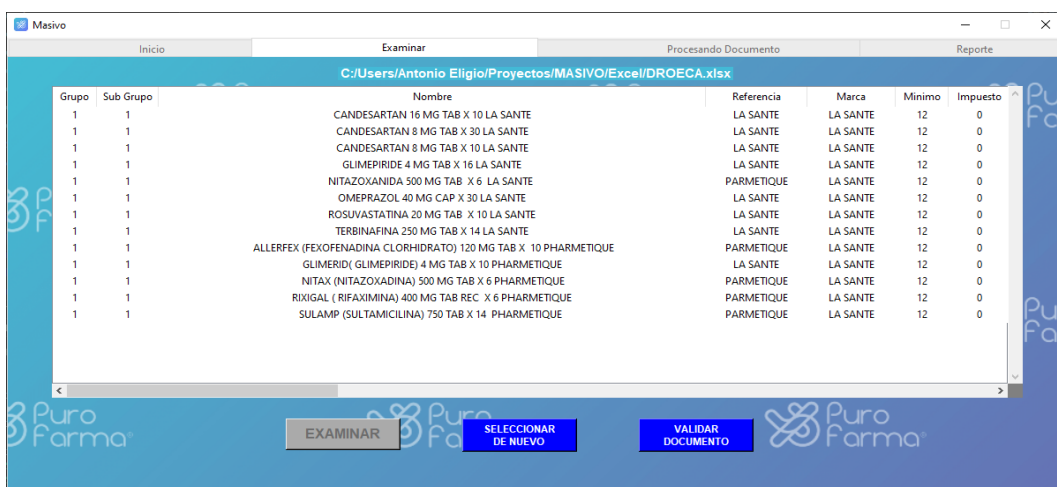 Masivo
Inicio Examinar Procesando Documento Reporte
C:/Users/Antonio Eligio/Proyectos/MASIVO/Excel/DROECA.xlsx
Grupo Sub Grupo Nombre Referencia Marca Minimo Impuesto
1 1 CANDESARTAN 16 MG TAB X 10 LA SANTE LA SANTE LA SANTE 12 0
1 1 CANDESARTAN 8 MG TAB X 30 LA SANTE LA SANTE LA SANTE 12 0
1 1 CANDESARTAN 8 MG TAB X 10 LA SANTE LA SANTE LA SANTE 12 0
1 1 GLIMEPIRIDE 4 MG TAB X 16 LA SANTE LA SANTE LA SANTE 12 0
1 1 NITAZOXANIDA 500 MG TAB X 6 LA SANTE PARMETIQUE LA SANTE 12 0
1 1 OMEPRAZOL 40 MG CAP X 30 LA SANTE LA SANTE LA SANTE 12 0
1 1 ROSUVASTATINA 20 MG TAB X 10 LA SANTE LA SANTE LA SANTE 12 0
1 1 TERBINAFINA 250 MG TAB X 14 LA SANTE LA SANTE LA SANTE 12 0
1 1 ALLERFEX (FEXOFENADINA CLORHIDRATO) 120 MG TAB X 10 PHARMETIQUE PARMETIQUE LA SANTE 12 0
1 1 GLIMERID( GLIMEPIRIDE) 4 MG TAB X 10 PHARMETIQUE LA SANTE LA SANTE 12 0
1 1 NITAX (NITAZOXADINA) 500 MG TAB X 6 PHARMETIQUE PARMETIQUE LA SANTE 12 0
1 1 RIXIGAL ( RIFAXIMINA) 400 MG TAB REC X 6 PHARMETIQUE PARMETIQUE LA SANTE 12 0
1 1 SULAMP (SULTAMICILINA) 750 TAB X 14 PHARMETIQUE PARMETIQUE LA SANTE 12 0
Puro
Farma
EXAMINAR
SELECCIONAR
DE NUEVO
VALIDAR
DOCUMENTO
Puro
Farma